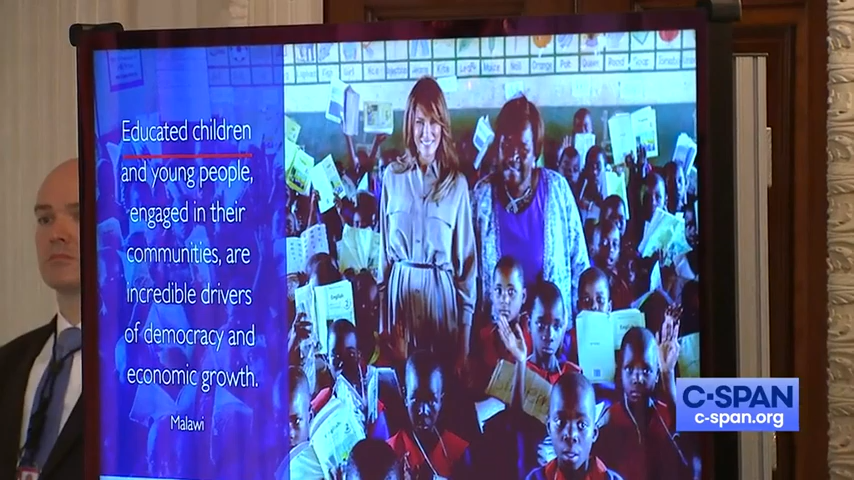 Educated children
and young people,
engaged in their
communities, are
incredible drivers
of democracy and
economic growth.
Malawi
English
C-SPAN
c-span.org